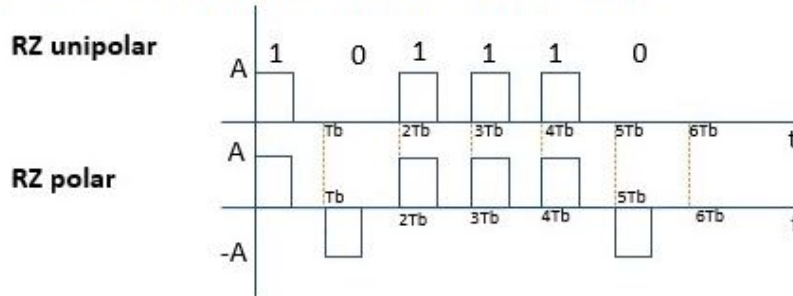 RZ unipolar
A
1 0 1 1 1 0
Tb 2Tb 3Tb 4Tb 5Tb 6Tb t
RZ polar
A
Tb 5Tb
2Tb 3Tb 4Tb 6Tb
-A